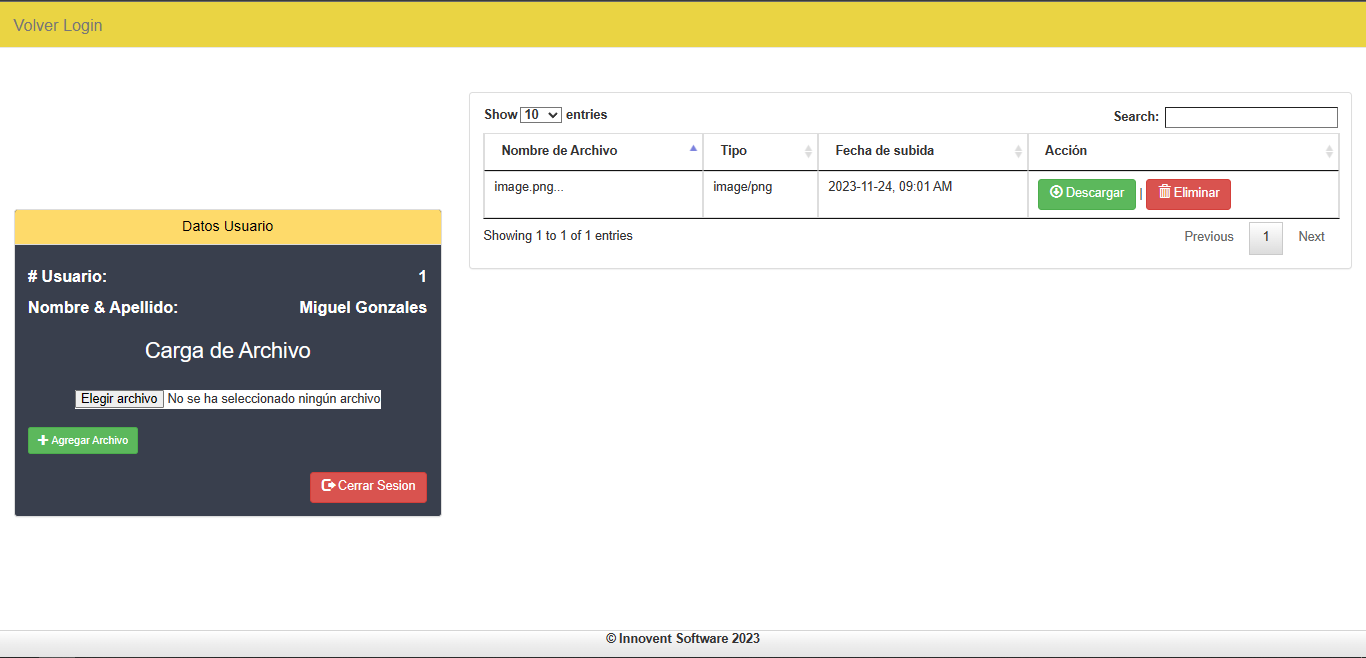 Volver Login
Show 10 entries
Search:
Nombre de Archivo Tipo Fecha de subida Acción
image.png... image/png 2023-11-24, 09:01 AM Descargar | Eliminar
Showing 1 to 1 of 1 entries
Previous 1 Next
Datos Usuario
# Usuario: 1
Nombre & Apellido: Miguel Gonzales
Carga de Archivo
Elegir archivo No se ha seleccionado ningún archivo
Agregar Archivo
Cerrar Sesion
© Innovent Software 2023